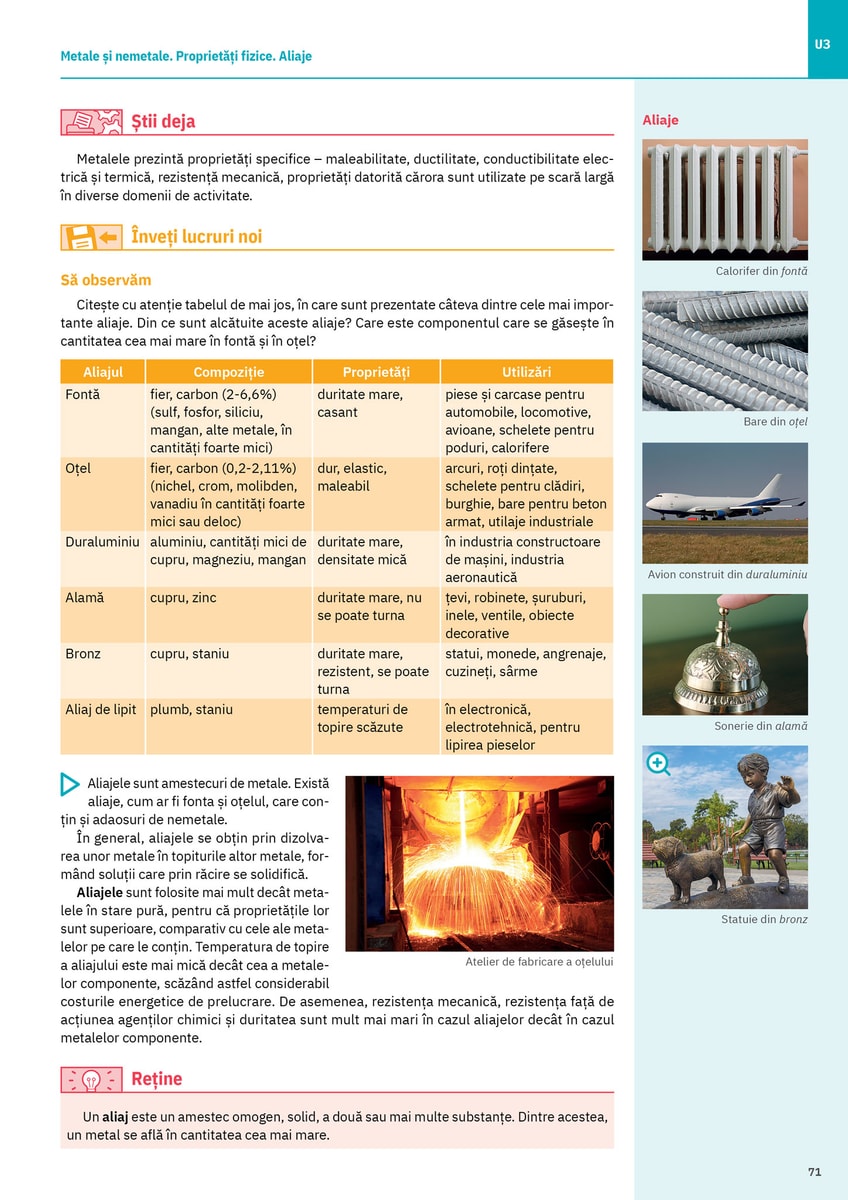 Metale și nemetale. Proprietăți fizice. Aliaje
U3
Știi deja
Metalele prezintă proprietăți specifice – maleabilitate, ductilitate, conductibilitate elec-
trică și termică, rezistență mecanică, proprietăți datorită cărora sunt utilizate pe scară largă
în diverse domenii de activitate.
Înveți lucruri noi
Să observăm
Citește cu atenție tabelul de mai jos, în care sunt prezentate câteva dintre cele mai impor-
tante aliaje. Din ce sunt alcătuite aceste aliaje? Care este componentul care se găsește în
cantitatea cea mai mare în fontă și în oțel?
Aliajul Compoziție Proprietăți Utilizări
Fontă fier, carbon (2-6,6%) duritate mare, piese și carcase pentru
(sulf, fosfor, siliciu, casant automobile, locomotive,
mangan, alte metale, în avioane, schelete pentru
cantități foarte mici) poduri, calorifere
Oțel fier, carbon (0,2-2,11%) dur, elastic, arcuri, roți dințate,
(nichel, crom, molibden, maleabil schelete pentru clădiri,
vanadiu în cantități foarte burghie, bare pentru beton
mici sau deloc) armat, utilaje industriale
Duraluminiu aluminiu, cantități mici de duritate mare, în industria constructoare
cupru, magneziu, mangan densitate mică de mașini, industria
aeronautică
Alamă cupru, zinc duritate mare, nu țevi, robinete, șuruburi,
se poate turna inele, ventile, obiecte
decorative
Bronz cupru, staniu duritate mare, statui, monede, angrenaje,
rezistent, se poate cuzineți, sârme
turna
Aliaj de lipit plumb, staniu temperaturi de în electronică,
topire scăzute electrotehnică, pentru
lipirea pieselor
Aliajele sunt amestecuri de metale. Există
aliaje, cum ar fi fonta și oțelul, care con-
țin și adaosuri de nemetale.
În general, aliajele se obțin prin dizolva-
rea unor metale în topiturile altor metale, for-
mând soluții care prin răcire se solidifică.
Aliajele sunt folosite mai mult decât meta-
lele în stare pură, pentru că proprietățile lor
sunt superioare, comparativ cu cele ale meta-
lelor pe care le conțin. Temperatura de topire
a aliajului este mai mică decât cea a metale-
lor componente, scăzând astfel considerabil
costurile energetice de prelucrare. De asemenea, rezistența mecanică, rezistența față de
acțiunea agenților chimici și duritatea sunt mult mai mari în cazul aliajelor decât în cazul
metalelor componente.
Atelier de fabricare a oțelului
Reține
Un aliaj este un amestec omogen, solid, a două sau mai multe substanțe. Dintre acestea,
un metal se află în cantitatea cea mai mare.
Aliaje
Calorifer din fontă
Bare din oțel
Avion construit din duraluminiu
Sonerie din alamă
Statuie din bronz
71